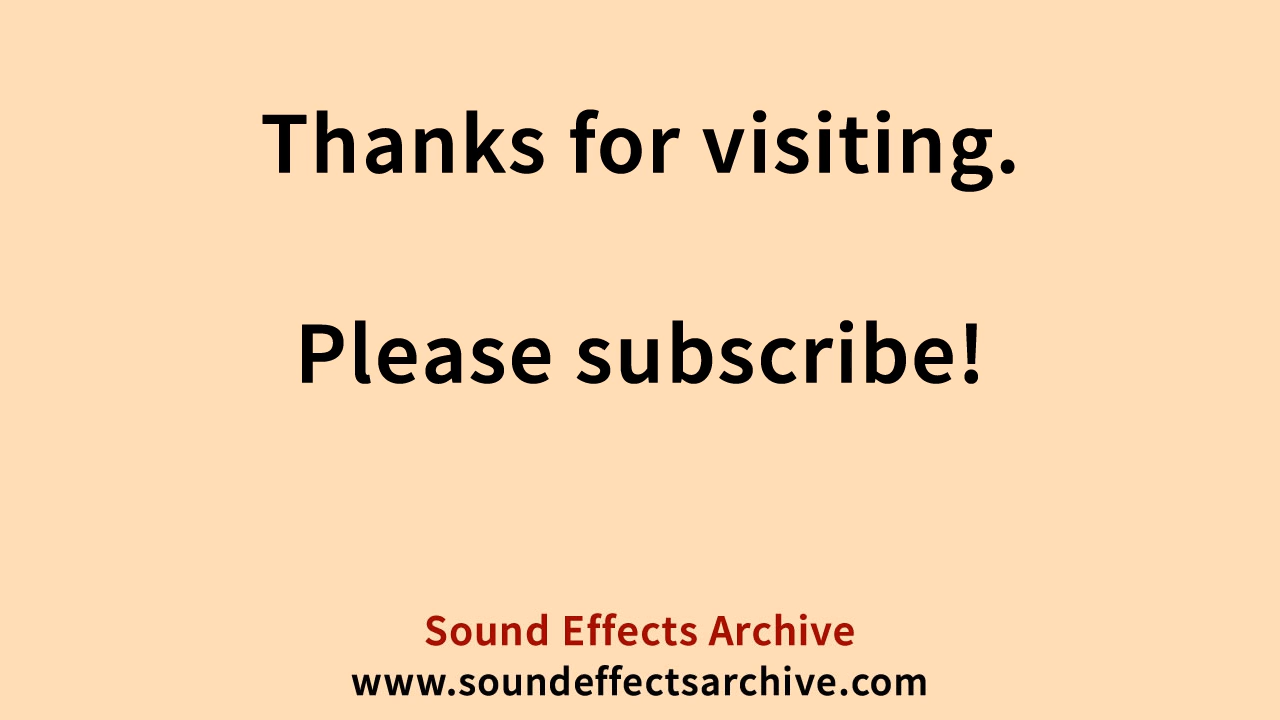 Thanks for visiting.
Please subscribe!
Sound Effects Archive
www.soundeffectsarchive.com